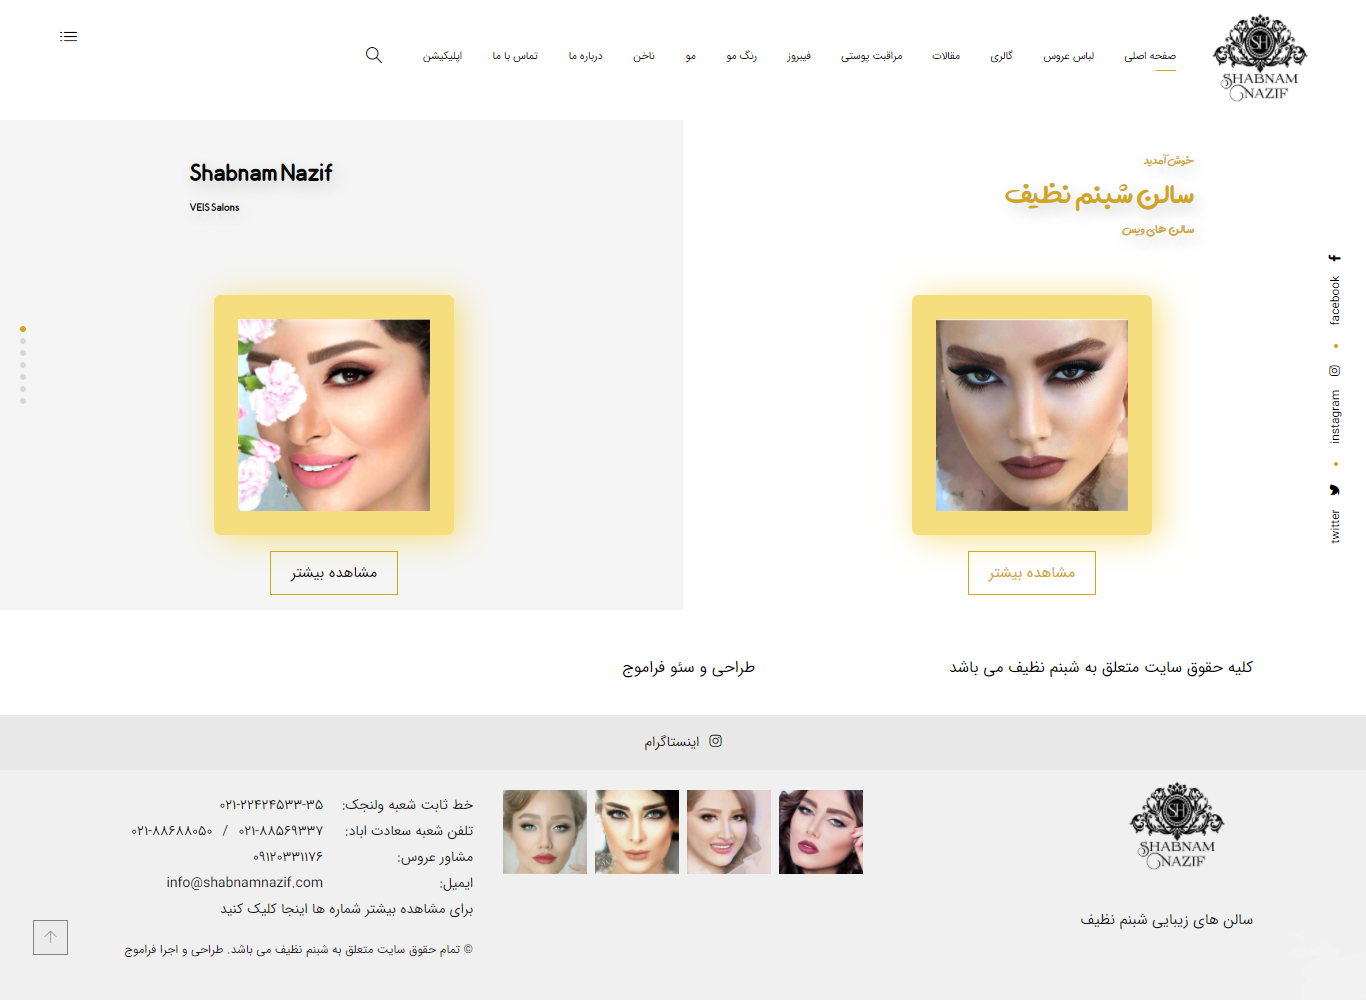 SH
SHABNAM
NAZIF
صفحه اصلی
لباس عروس
گالری
مقالات
مراقبت پوستی
فیبروز
رنگ مو
مو
ناخن
درباره ما
تماس با ما
اپلیکیشن
خوش آمدید
سالن شبنم نظیف
سالن های ویس
مشاهده بیشتر
Shabnam Nazif
VEIS Salons
مشاهده بیشتر
facebook
instagram
twitter
کلیه حقوق سایت متعلق به شبنم نظیف می باشد
طراحی و سئو فراموج
اینستاگرام
SH
SHABNAM
NAZIF
سالن های زیبایی شبنم نظیف
خط ثابت شعبه ولنجک: ۰۲۱-۲۲۴۲۴۵۳۳-۳۵
تلفن شعبه سعادت اباد: ۰۲۱-۸۸۵۶۹۳۳۷ / ۰۲۱-۸۸۶۸۸۰۵۰
مشاور عروس: ۰۹۱۲۰۳۳۱۱۷۶
ایمیل: info@shabnamnazif.com
برای مشاهده بیشتر شماره ها اینجا کلیک کنید
© تمام حقوق سایت متعلق به شبنم نظیف می باشد. طراحی و اجرا فراموج